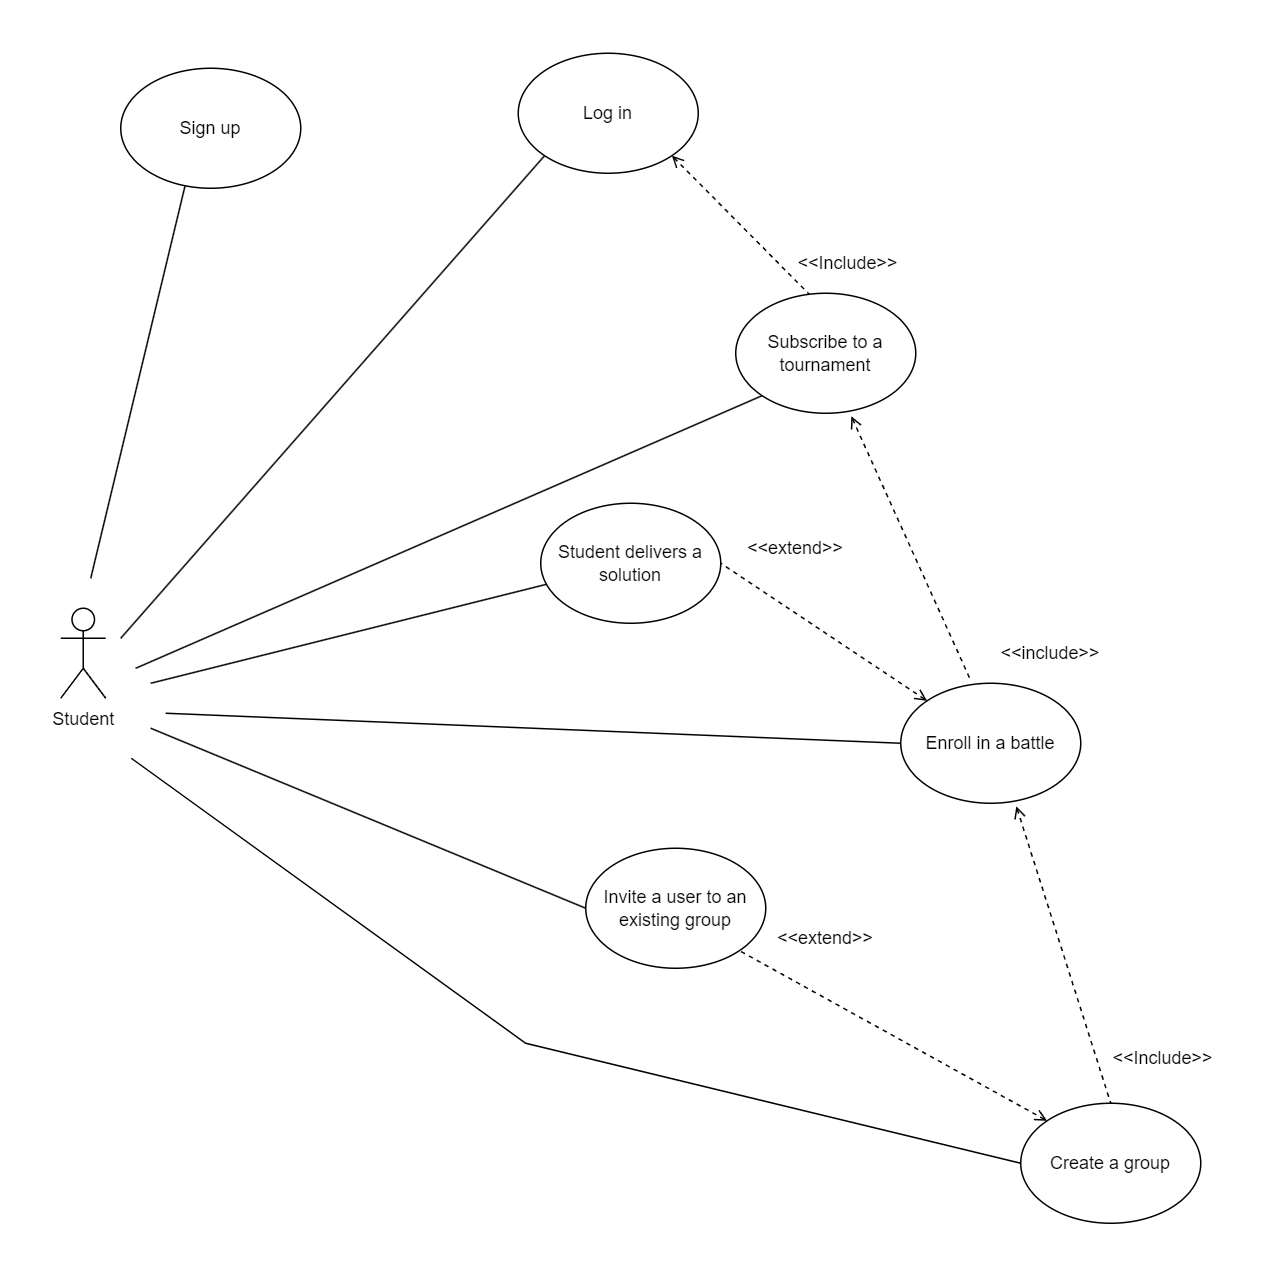 Sign up
Log in
<<Include>>
Subscribe to a
tournament
Student delivers a
solution
<<extend>>
<<include>>
Student
Enroll in a battle
Invite a user to an
existing group
<<extend>>
<<Include>>
Create a group